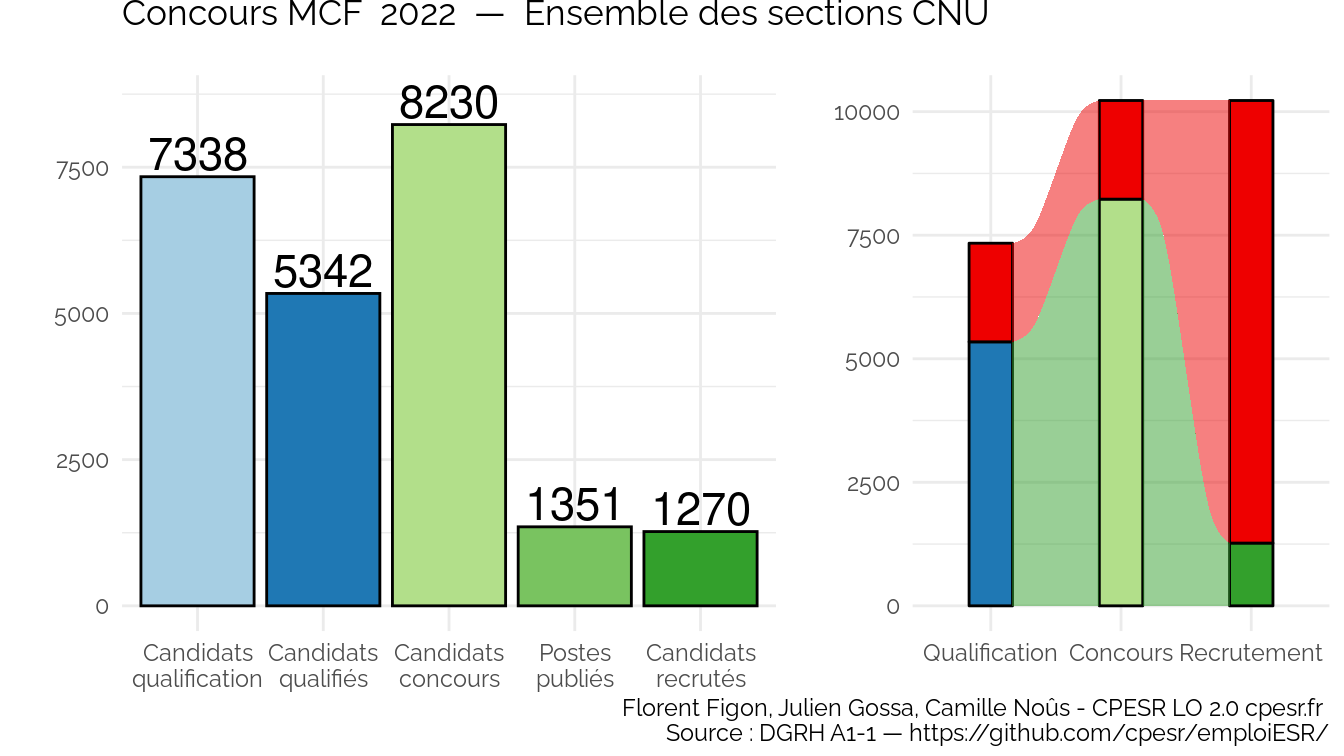 Concours MCF 2022 — Ensemble des sections CNU
7338
5342
8230
1351
1270
7500
5000
2500
0
Candidats qualification
Candidats qualifiés
Candidats concours
Postes publiés
Candidats recrutés
10000
7500
5000
2500
0
Qualification Concours Recrutement
Florent Figon, Julien Gossa, Camille Noûs - CPESR LO 2.0 cpesr.fr
Source : DGRH A1-1 — https://github.com/cpesr/emploiESR/